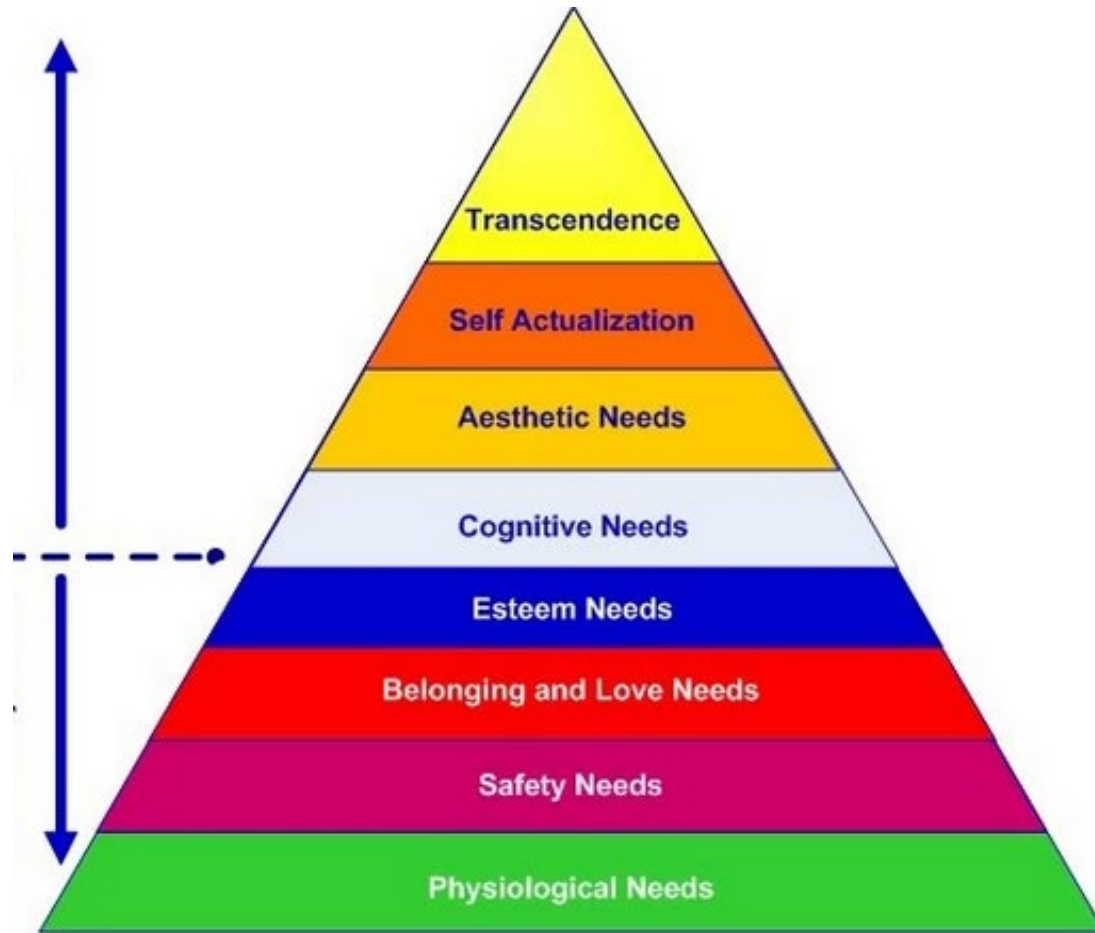 Transcendence
Self Actualization
Aesthetic Needs
Cognitive Needs
Esteem Needs
Belonging and Love Needs
Safety Needs
Physiological Needs